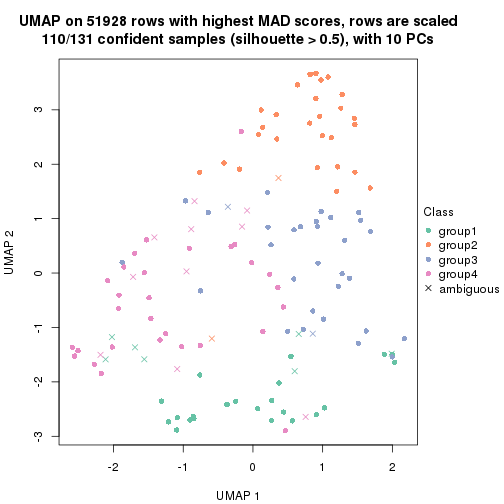 UMAP on 51928 rows with highest MAD scores, rows are scaled
110/131 confident samples (silhouette > 0.5), with 10 PCs
3
2
1
0
-1
-2
-3
UMAP 2
-2
-1
0
1
2
UMAP 1
Class
group1
group2
group3
group4
ambiguous